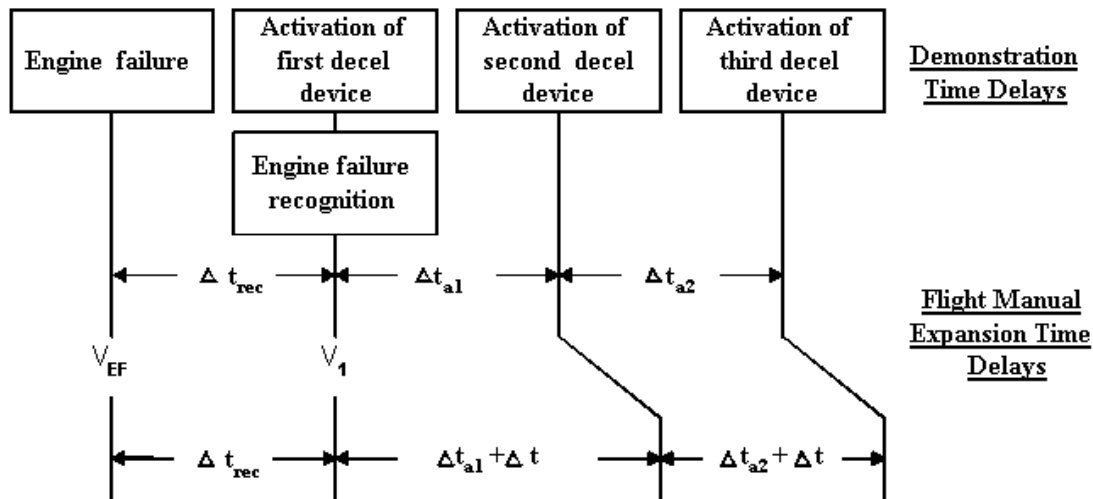 Engine failure
Activation of
first decel
device
Activation of
second decel
device
Activation of
third decel
device
Demonstration
Time Delays
Engine failure
recognition
Δ t_rec
Δt_a1
Δt_a2
Flight Manual
Expansion Time
Delays
V_EF
V_1
Δ t_rec
Δt_a1 + Δ t
Δt_a2 + Δt